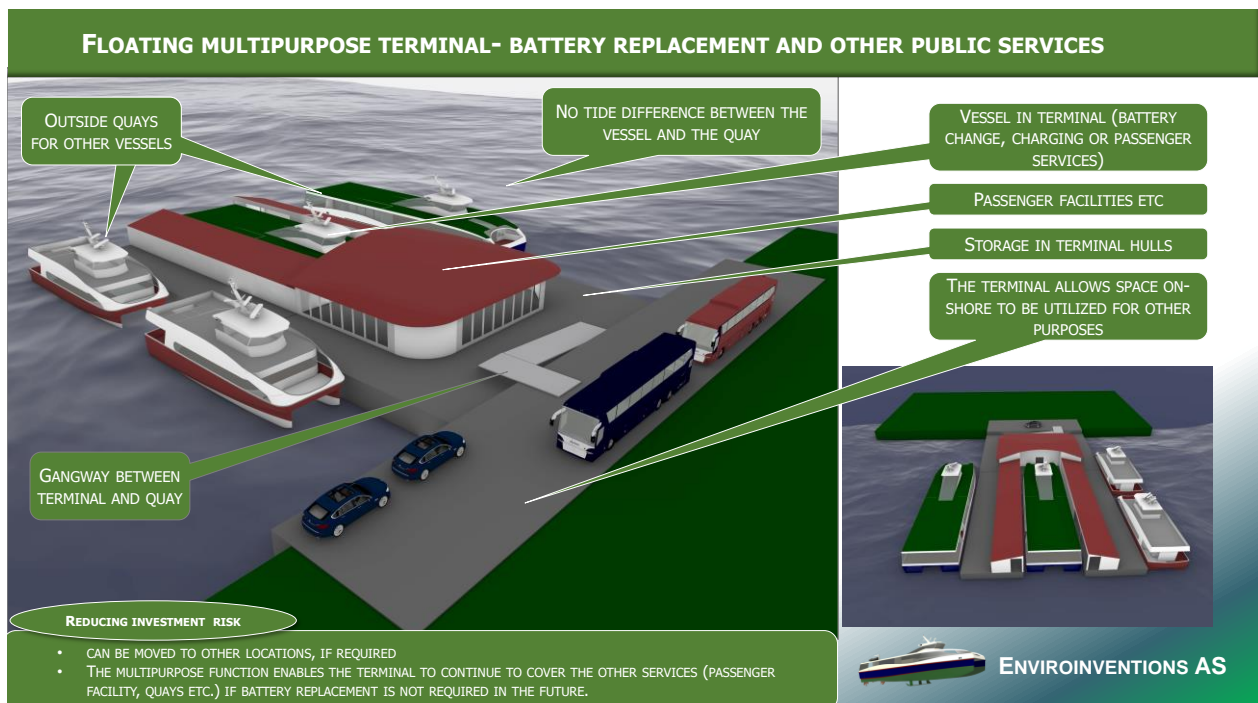 FLOATING MULTIPURPOSE TERMINAL- BATTERY REPLACEMENT AND OTHER PUBLIC SERVICES
OUTSIDE QUAYS
FOR OTHER VESSELS
NO TIDE DIFFERENCE BETWEEN THE
VESSEL AND THE QUAY
VESSEL IN TERMINAL (BATTERY
CHANGE, CHARGING OR PASSENGER
SERVICES)
PASSENGER FACILITIES ETC
STORAGE IN TERMINAL HULLS
THE TERMINAL ALLOWS SPACE ON-
SHORE TO BE UTILIZED FOR OTHER
PURPOSES
GANGWAY BETWEEN
TERMINAL AND QUAY
REDUCING INVESTMENT RISK
• CAN BE MOVED TO OTHER LOCATIONS, IF REQUIRED
• THE MULTIPURPOSE FUNCTION ENABLES THE TERMINAL TO CONTINUE TO COVER THE OTHER SERVICES (PASSENGER
FACILITY, QUAYS ETC.) IF BATTERY REPLACEMENT IS NOT REQUIRED IN THE FUTURE.
ENVIROINVENTIONS AS